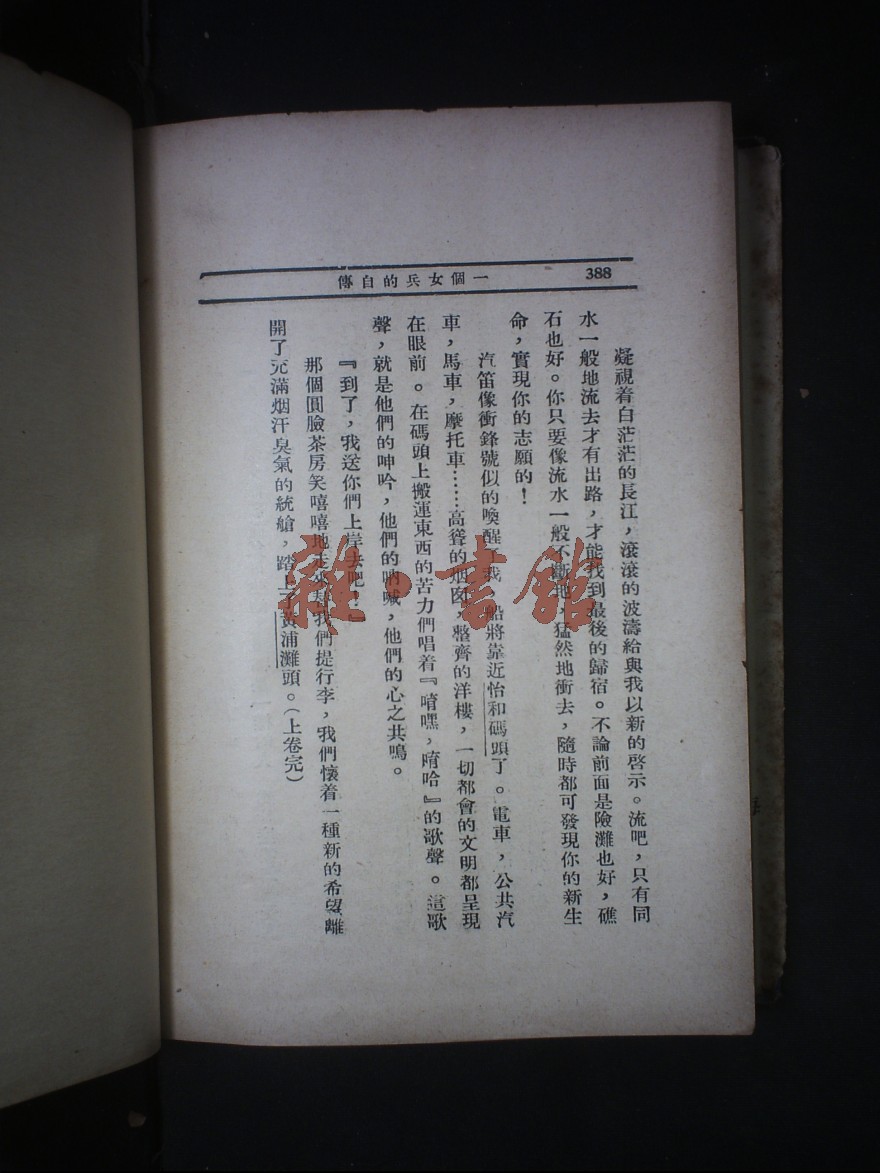 388
一個女兵的自傳
凝視着白茫茫的長江，滾滾的波濤給與我以新的啓示。流吧，只有同
水一般地流去才有出路，才能找到最後的歸宿。不論前面是險灘也好，礁
石也好。你只要像流水一般不斷地，猛然地衝去，隨時都可發現你的新生
命，實現你的志願的！
汽笛像衝鋒號似的喚醒了我，船將靠近怡和碼頭了。電車，公共汽
車，馬車，摩托車……高聳的烟囪，整齊的洋樓，一切都會的文明都呈現
在眼前。在碼頭上搬運東西的苦力們唱着『唷嘿，唷哈』的歌聲。這歌
聲，就是他們的呻吟，他們的吶喊，他們的心之共鳴。
『到了，我送你們上岸去吧！』
那個圓臉茶房笑嘻嘻地走來替我們提行李，我們懷着一種新的希望離
開了充滿烟汗臭氣的統艙，踏上了黃浦灘頭。（上卷完）
雜·書館